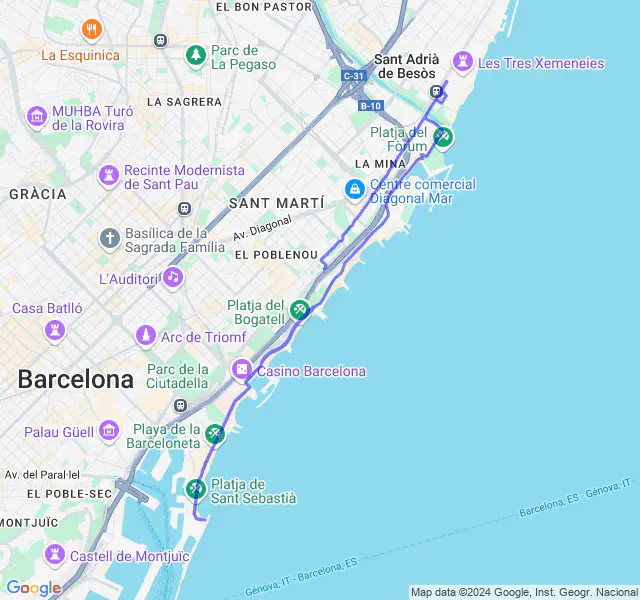 EL BON PASTOR
La Esquinica
Parc de
La Pegaso
Sant Adrià
de Besòs
Les Tres Xemeneies
C-31
B-10
LA SAGRERA
MUHBA Turó
de la Rovira
Platja del
Fòrum
LA MINA
Recinte Modernista
de Sant Pau
GRÀCIA
Centre comercial
Diagonal Mar
SANT MARTÍ
Av. Diagonal
Basílica de la
Sagrada Família
EL POBLENOU
L'Auditori
Casa Batlló
Platja del
Bogatell
Arc de Triomf
Parc de la
Ciutadella
Casino Barcelona
Barcelona
Palau Güell
Playa de la
Barceloneta
Av. del Paral·lel
EL POBLE-SEC
Platja de
Sant Sebastià
MONTJUÏC
Castell de Montjuïc
Barcelona, ES - Gènova, IT
Gènova, IT - Barcelona, ES
Google
Map data ©2024 Google, Inst. Geogr. Nacional